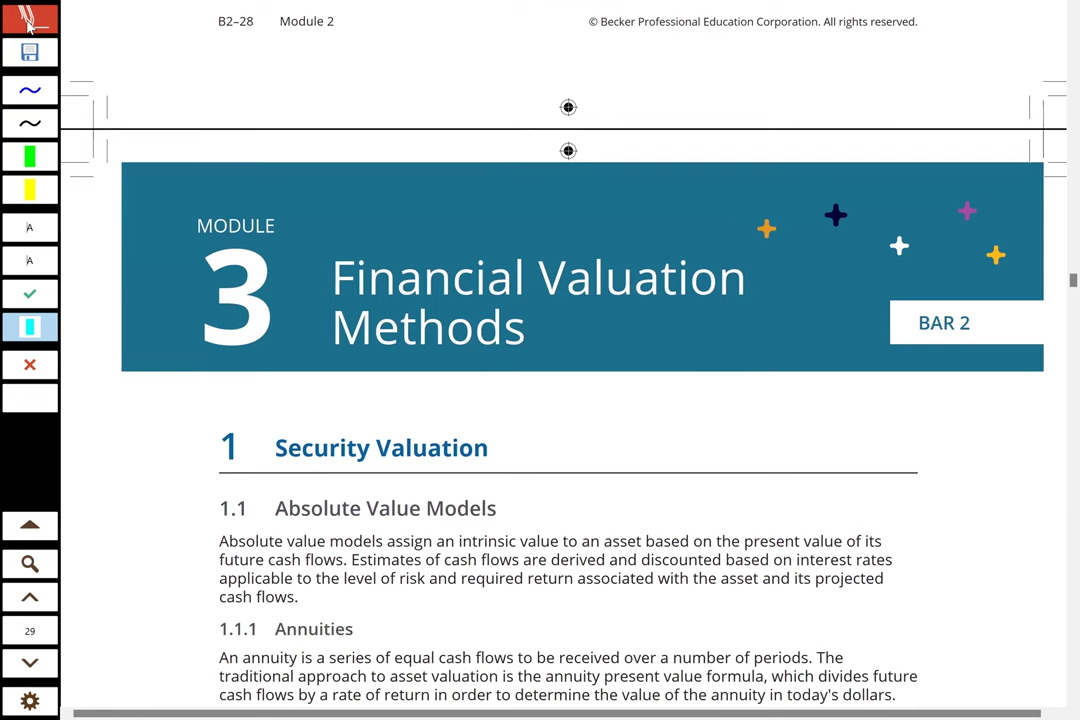 B2–28 Module 2 © Becker Professional Education Corporation. All rights reserved.
MODULE
3
Financial Valuation
Methods
BAR 2
1 Security Valuation
1.1 Absolute Value Models
Absolute value models assign an intrinsic value to an asset based on the present value of its
future cash flows. Estimates of cash flows are derived and discounted based on interest rates
applicable to the level of risk and required return associated with the asset and its projected
cash flows.
1.1.1 Annuities
An annuity is a series of equal cash flows to be received over a number of periods. The
traditional approach to asset valuation is the annuity present value formula, which divides future
cash flows by a rate of return in order to determine the value of the annuity in today's dollars.
A
A
29